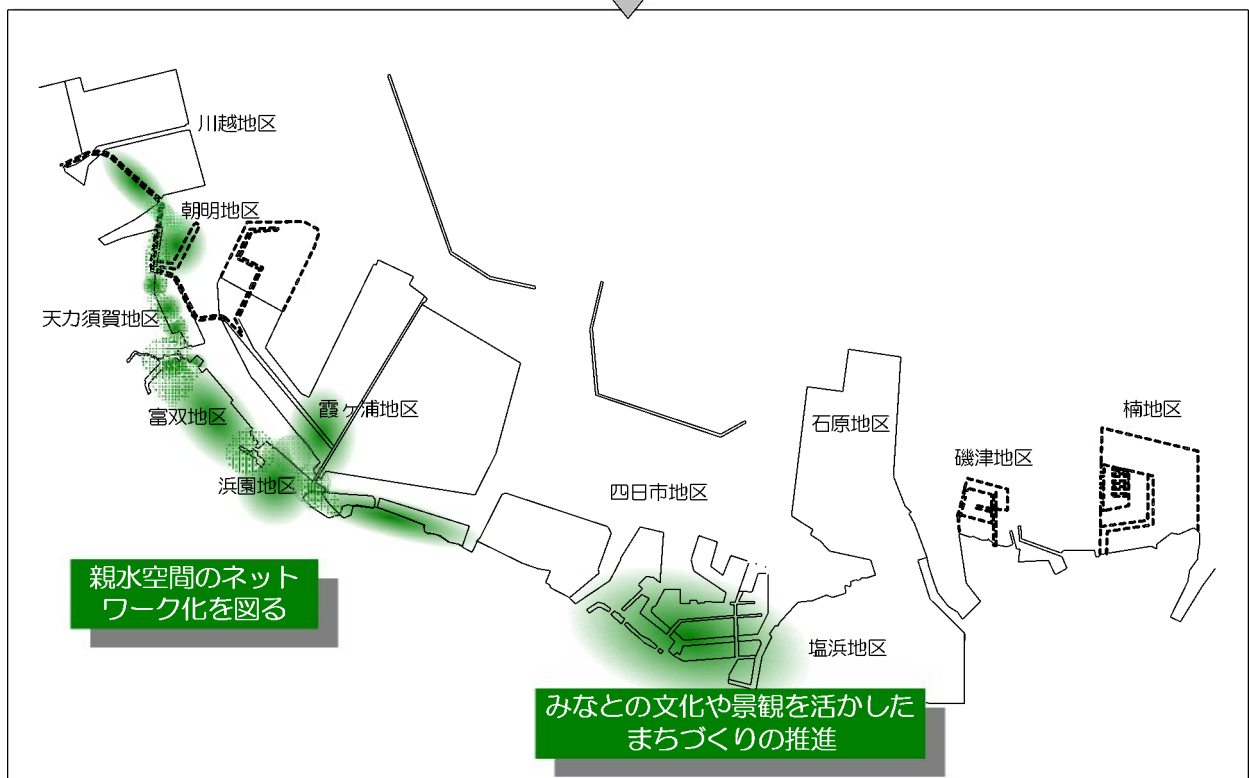 川越地区
朝明地区
天力須賀地区
富双地区
霞ヶ浦地区
浜園地区
四日市地区
石原地区
磯津地区
楠地区
塩浜地区
親水空間のネット
ワーク化を図る
みなとの文化や景観を活かした
まちづくりの推進